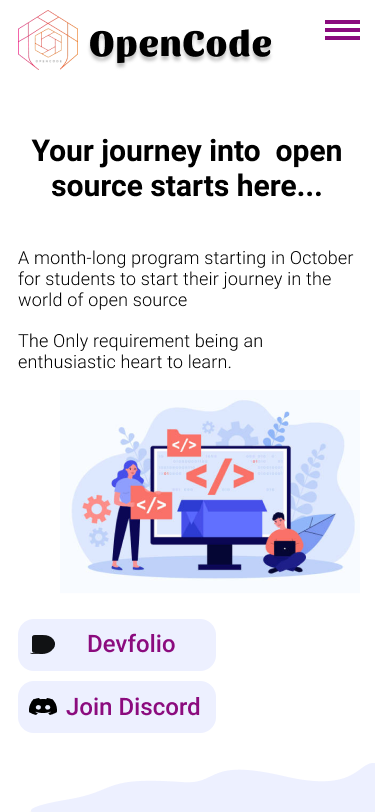 OPENCODE
OpenCode
Your journey into  open
source starts here...
A month-long program starting in October
for students to start their journey in the
world of open source
The Only requirement being an
enthusiastic heart to learn.
</>
</>
</>
Devfolio
Join Discord